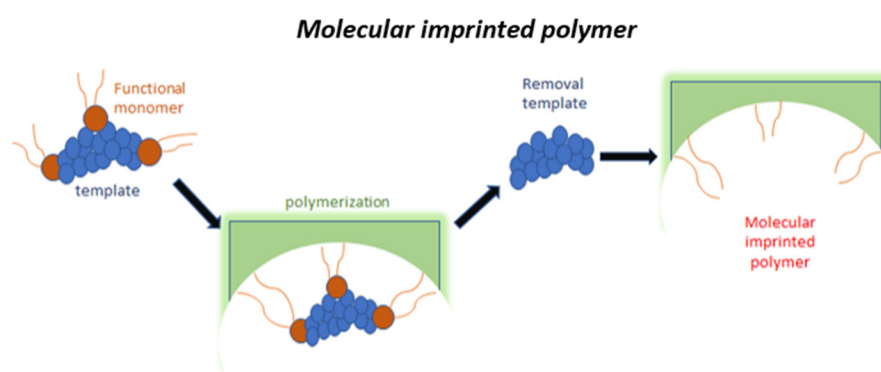 Molecular imprinted polymer
Functional
monomer
template
polymerization
Removal
template
Molecular
imprinted
polymer